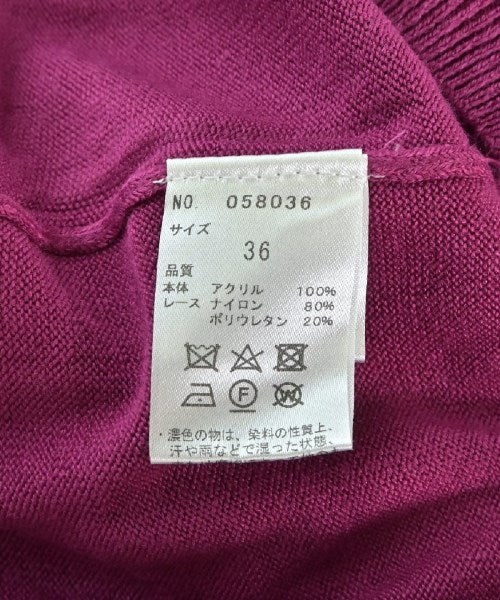 NO. 058036
サイズ
36
品質
本体 アクリル 100%
レース ナイロン 80%
ポリウレタン 20%
F W
・濃色の物は、染料の性質上、
汗や雨などで湿った状態、